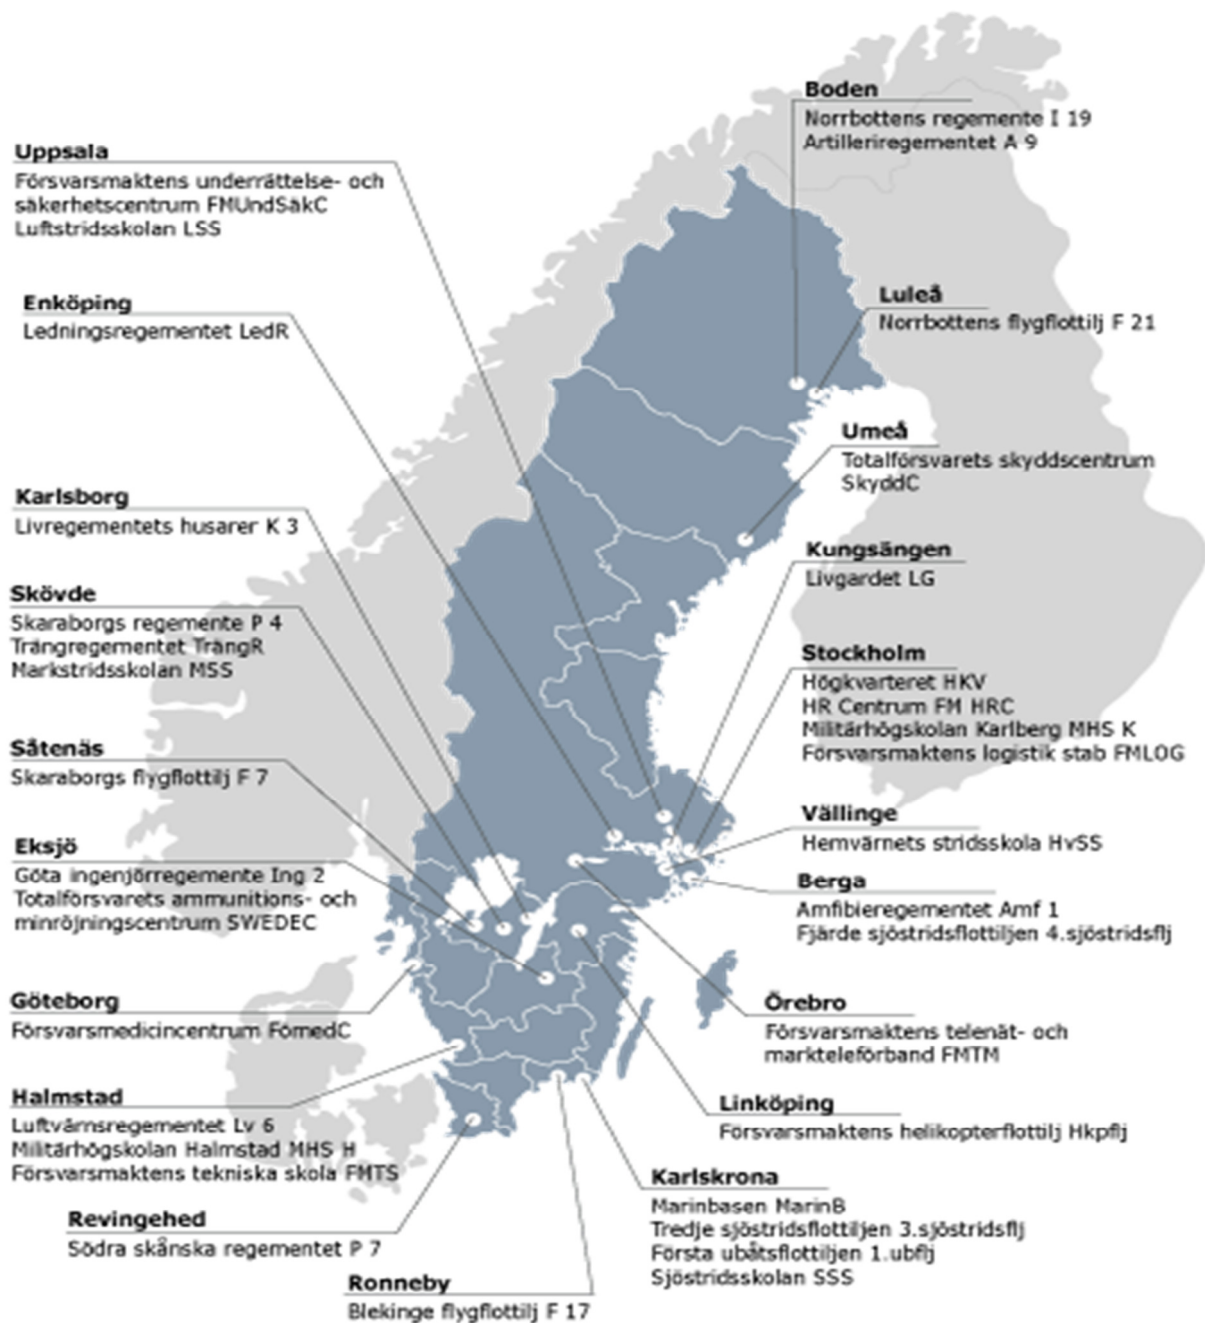 Boden
Norrbottens regemente I 19
Artilleriregementet A 9
Uppsala
Försvarsmaktens underrättelse- och
säkerhetscentrum FMUndSäkC
Luftstridsskolan LSS
Enköping
Ledningsregementet LedR
Luleå
Norrbottens flygflottilj F 21
Umeå
Totalförsvarets skyddscentrum
SkyddC
Karlsborg
Livregementets husarer K 3
Kungsängen
Livgardet LG
Skövde
Skaraborgs regemente P 4
Trängregementet TrängR
Markstridsskolan MSS
Stockholm
Högkvarteret HKV
HR Centrum FM HRC
Militärhögskolan Karlberg MHS K
Försvarsmaktens logistik stab FMLOG
Såtenäs
Skaraborgs flygflottilj F 7
Vällinge
Hemvärnets stridsskola HvSS
Eksjö
Göta ingenjörregemente Ing 2
Totalförsvarets ammunitions- och
minröjningscentrum SWEDEC
Berga
Amfibieregementet Amf 1
Fjärde sjöstridsflottiljen 4.sjöstridsflj
Göteborg
Försvarsmedicincentrum FömedC
Örebro
Försvarsmaktens telenät- och
markteleförband FMTM
Halmstad
Luftvärnsregementet Lv 6
Militärhögskolan Halmstad MHS H
Försvarsmaktens tekniska skola FMTS
Linköping
Försvarsmaktens helikopterflottilj Hkpflj
Karlskrona
Marinbasen MarinB
Tredje sjöstridsflottiljen 3.sjöstridsflj
Första ubåtsflottiljen 1.ubflj
Sjöstridsskolan SSS
Revingehed
Södra skånska regementet P 7
Ronneby
Blekinge flygflottilj F 17